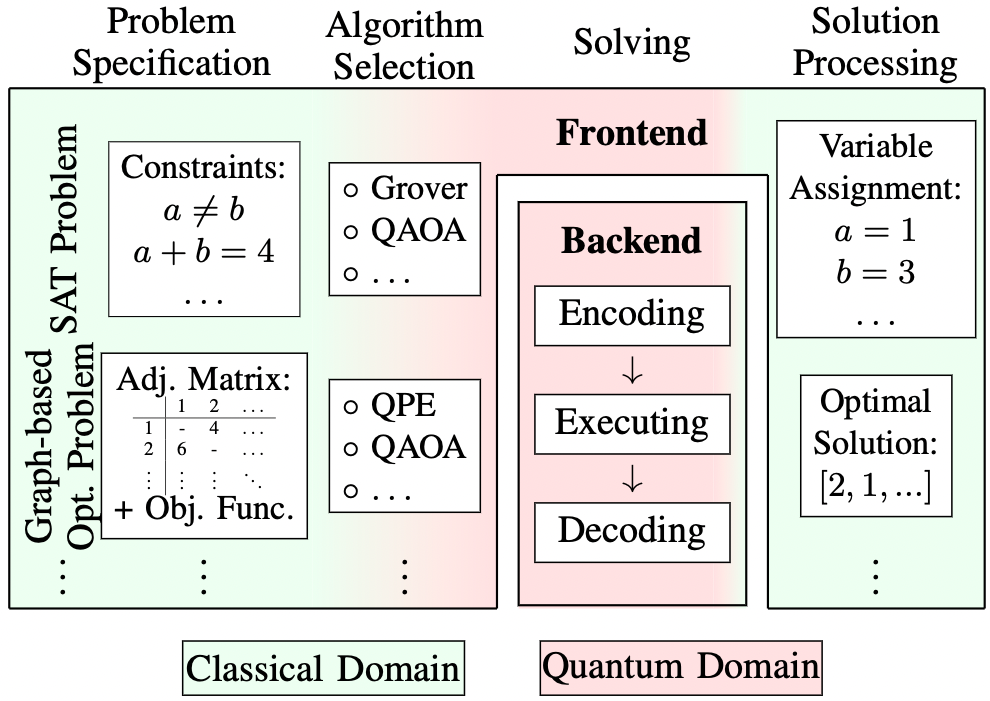 Problem
Specification
Algorithm
Selection
Solving
Solution
Processing
SAT Problem
Constraints:
a ≠ b
a + b = 4
...
○ Grover
○ QAOA
○ ...
Frontend
Backend
Encoding
↓
Executing
↓
Decoding
Variable
Assignment:
a = 1
b = 3
...
Graph-based
Opt. Problem
Adj. Matrix:
1 2 ...
1 - 4 ...
2 6 - ...
⋮ ⋮ ⋮ ⋱
+ Obj. Func.
○ QPE
○ QAOA
○ ...
Optimal
Solution:
[2, 1, ...]
⋮ ⋮ ⋮ ⋮
Classical Domain
Quantum Domain